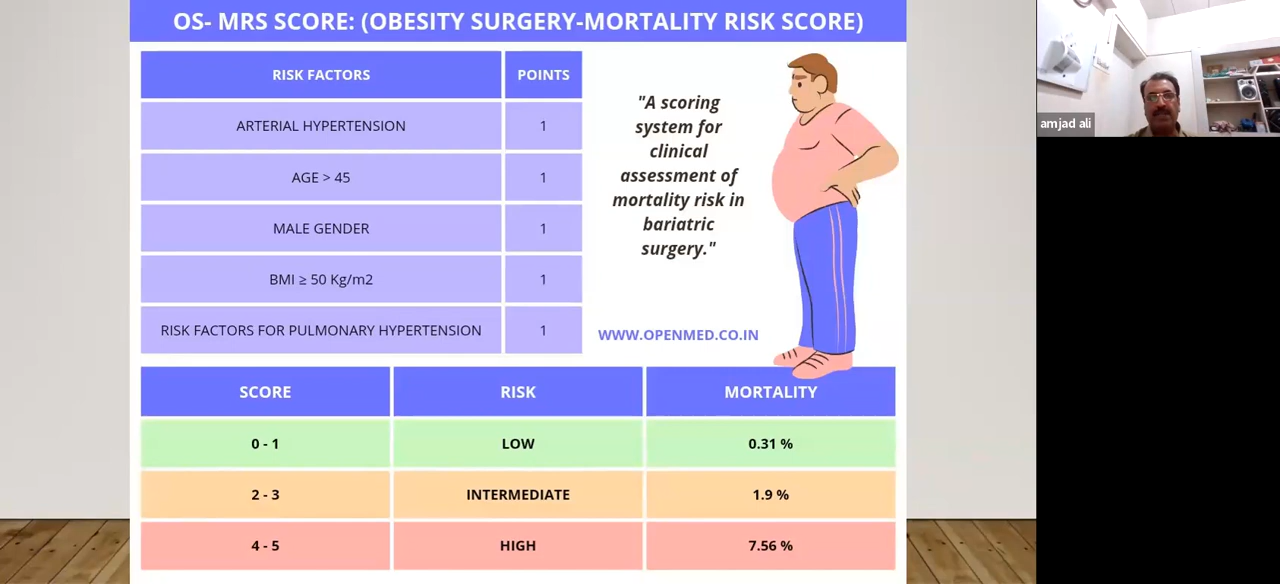 OS- MRS SCORE: (OBESITY SURGERY-MORTALITY RISK SCORE)
RISK FACTORS POINTS
ARTERIAL HYPERTENSION 1
AGE > 45 1
MALE GENDER 1
BMI ≥ 50 Kg/m2 1
RISK FACTORS FOR PULMONARY HYPERTENSION 1
"A scoring
system for
clinical
assessment of
mortality risk in
bariatric
surgery."
WWW.OPENMED.CO.IN
SCORE RISK MORTALITY
0 - 1 LOW 0.31 %
2 - 3 INTERMEDIATE 1.9 %
4 - 5 HIGH 7.56 %
amjad ali